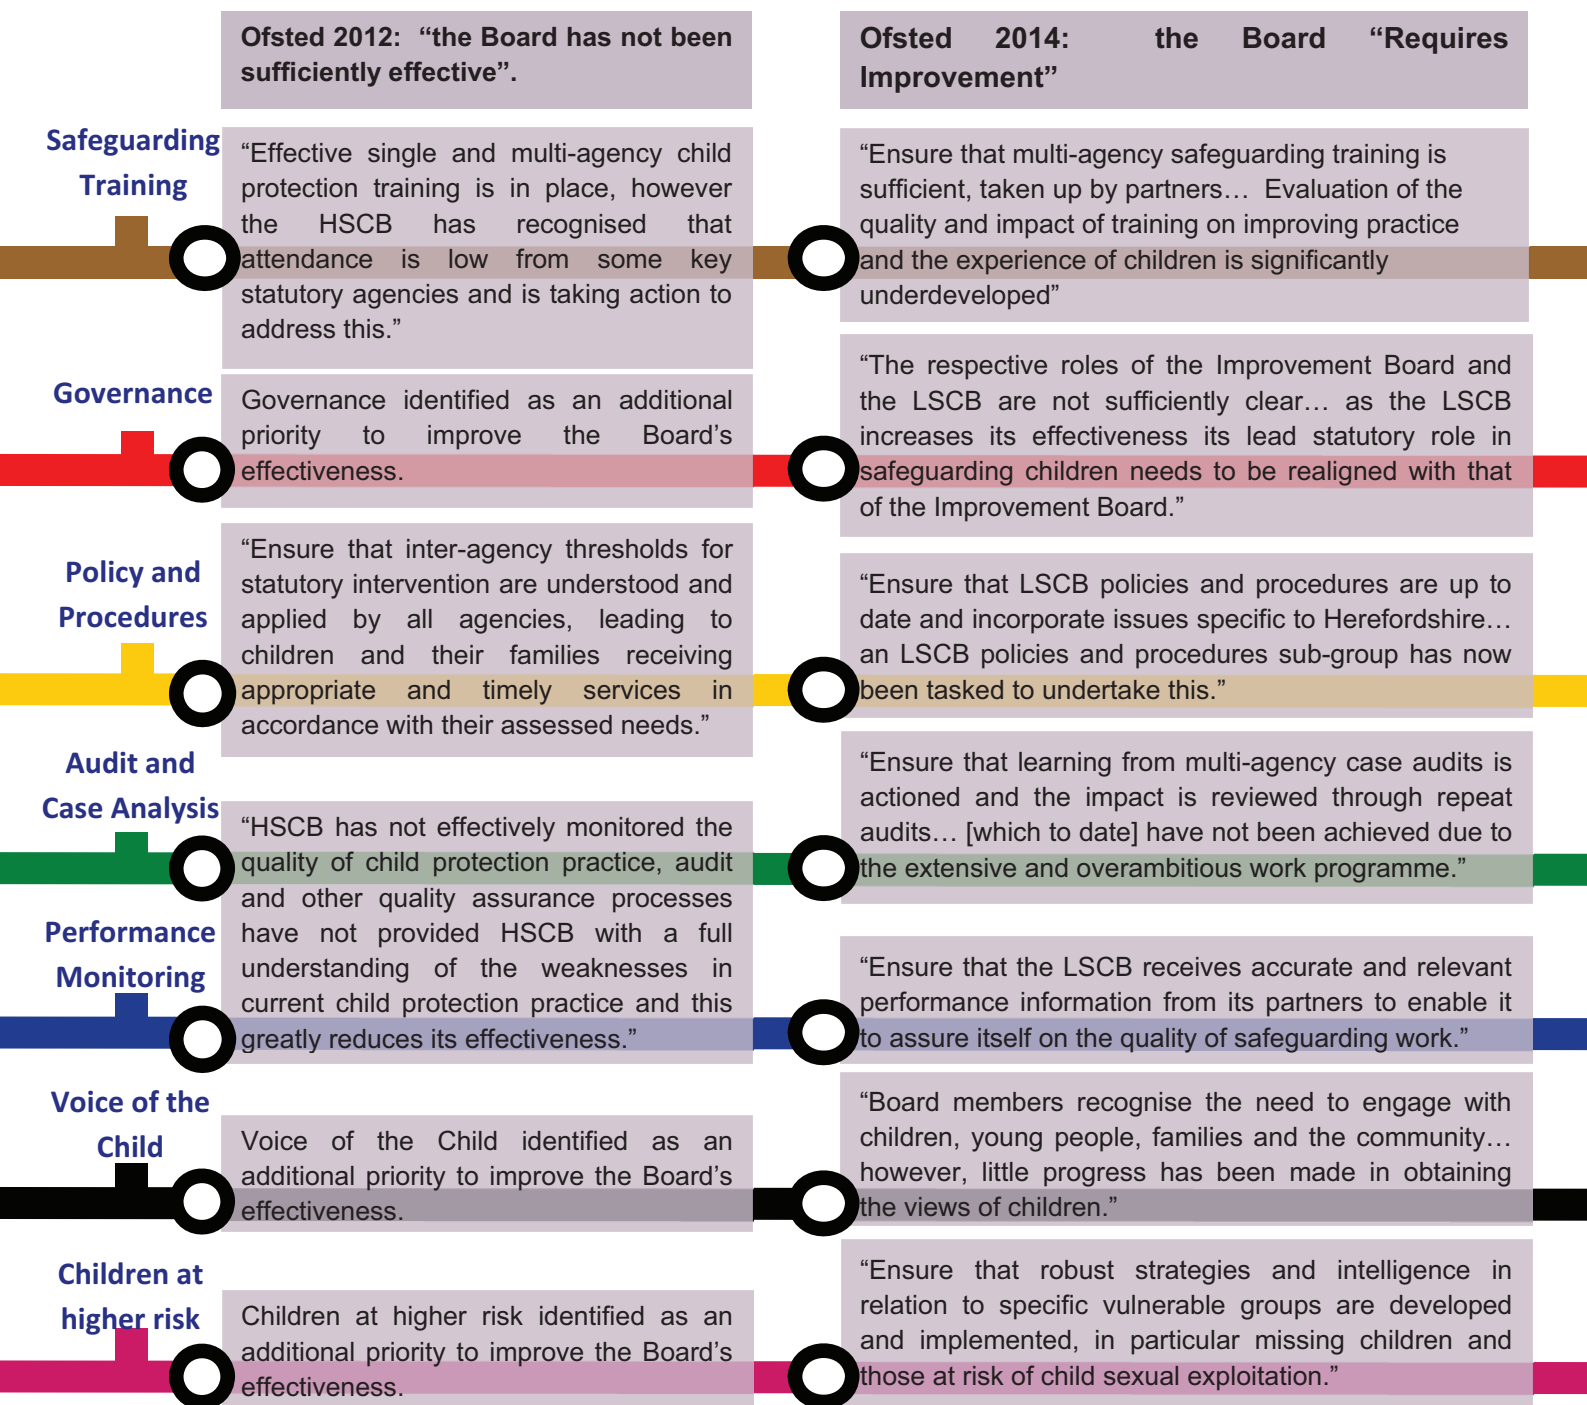 Ofsted 2012: “the Board has not been
sufficiently effective”.
Ofsted 2014: the Board “Requires
Improvement”
Safeguarding
Training
“Effective single and multi-agency child
protection training is in place, however
the HSCB has recognised that
attendance is low from some key
statutory agencies and is taking action to
address this.”
“Ensure that multi-agency safeguarding training is
sufficient, taken up by partners… Evaluation of the
quality and impact of training on improving practice
and the experience of children is significantly
underdeveloped”
Governance
Governance identified as an additional
priority to improve the Board’s
effectiveness.
“The respective roles of the Improvement Board and
the LSCB are not sufficiently clear… as the LSCB
increases its effectiveness its lead statutory role in
safeguarding children needs to be realigned with that
of the Improvement Board.”
Policy and
Procedures
“Ensure that inter-agency thresholds for
statutory intervention are understood and
applied by all agencies, leading to
children and their families receiving
appropriate and timely services in
accordance with their assessed needs.”
“Ensure that LSCB policies and procedures are up to
date and incorporate issues specific to Herefordshire…
an LSCB policies and procedures sub-group has now
been tasked to undertake this.”
Audit and
Case Analysis
“HSCB has not effectively monitored the
quality of child protection practice, audit
and other quality assurance processes
have not provided HSCB with a full
understanding of the weaknesses in
current child protection practice and this
greatly reduces its effectiveness.”
“Ensure that learning from multi-agency case audits is
actioned and the impact is reviewed through repeat
audits… [which to date] have not been achieved due to
the extensive and overambitious work programme.”
Performance
Monitoring
“Ensure that the LSCB receives accurate and relevant
performance information from its partners to enable it
to assure itself on the quality of safeguarding work.”
Voice of the
Child
Voice of the Child identified as an
additional priority to improve the Board’s
effectiveness.
“Board members recognise the need to engage with
children, young people, families and the community…
however, little progress has been made in obtaining
the views of children.”
Children at
higher risk
Children at higher risk identified as an
additional priority to improve the Board’s
effectiveness.
“Ensure that robust strategies and intelligence in
relation to specific vulnerable groups are developed
and implemented, in particular missing children and
those at risk of child sexual exploitation.”